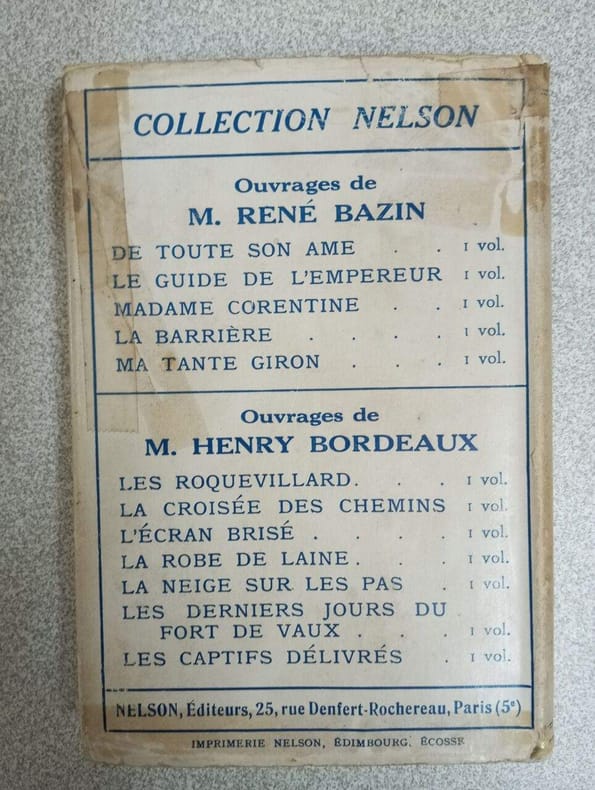 COLLECTION NELSON
Ouvrages de
M. RENÉ BAZIN
DE TOUTE SON AME . . 1 vol.
LE GUIDE DE L'EMPEREUR 1 vol.
MADAME CORENTINE . . 1 vol.
LA BARRIÈRE . . . . 1 vol.
MA TANTE GIRON . . . 1 vol.
Ouvrages de
M. HENRY BORDEAUX
LES ROQUEVILLARD. . . 1 vol.
LA CROISÉE DES CHEMINS 1 vol.
L'ÉCRAN BRISÉ . . . . 1 vol.
LA ROBE DE LAINE . . . 1 vol.
LA NEIGE SUR LES PAS . 1 vol.
LES DERNIERS JOURS DU
FORT DE VAUX . . . 1 vol.
LES CAPTIFS DÉLIVRÉS . 1 vol.
NELSON, Éditeurs, 25, rue Denfert-Rochereau, Paris (5e)
IMPRIMERIE NELSON, ÉDIMBOURG, ÉCOSSE